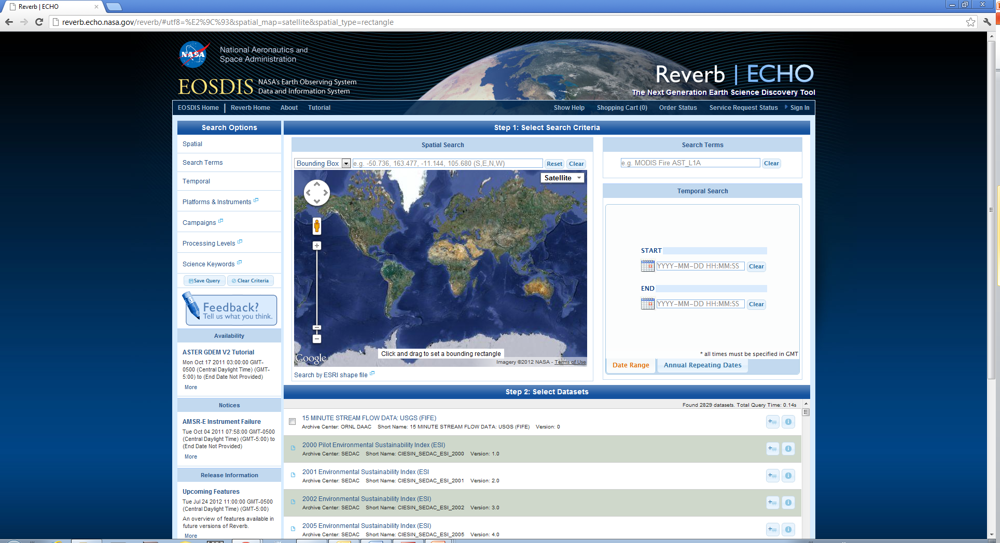 Reverb | ECHO
reverb.echo.nasa.gov/reverb/#utf8=%E2%9C%93&spatial_map=satellite&spatial_type=rectangle
NASA
National Aeronautics and
Space Administration
EOSDIS
NASA's Earth Observing System
Data and Information System
Reverb | ECHO
The Next Generation Earth Science Discovery Tool
EOSDIS Home | Reverb Home About Tutorial
Show Help Shopping Cart (0) Order Status Service Request Status Sign In
Search Options
Spatial
Search Terms
Temporal
Platforms & Instruments
Campaigns
Processing Levels
Science Keywords
Save Query Clear Criteria
Feedback?
Tell us what you think.
Availability
ASTER GDEM V2 Tutorial
Mon Oct 17 2011 03:00:00 GMT-
0500 (Central Daylight Time) (GMT-
5:00) to (End Date Not Provided)
More
Notices
AMSR-E Instrument Failure
Tue Oct 04 2011 07:58:00 GMT-0500
(Central Daylight Time) (GMT-5:00) to
(End Date Not Provided)
More
Release Information
Upcoming Features
Tue Jul 24 2012 11:00:00 GMT-0500
(Central Daylight Time) (GMT-5:00)
An overview of features available in
future versions of Reverb.
More
Step 1: Select Search Criteria
Spatial Search
Bounding Box e.g. -50.736, 163.477, -11.144, 105.680 (S,E,N,W) Reset Clear
Satellite
Click and drag to set a bounding rectangle
Google
Imagery ©2012 NASA - Terms of Use
Search by ESRI shape file
Search Terms
e.g. MODIS Fire AST_L1A Clear
Temporal Search
START
YYYY-MM-DD HH:MM:SS Clear
END
YYYY-MM-DD HH:MM:SS Clear
* all times must be specified in GMT
Date Range Annual Repeating Dates
Step 2: Select Datasets
Found 2829 datasets. Total Query Time: 0.14s
15 MINUTE STREAM FLOW DATA: USGS (FIFE)
Archive Center: ORNL DAAC Short Name: 15 MINUTE STREAM FLOW DATA: USGS (FIFE) Version: 0
2000 Pilot Environmental Sustainability Index (ESI)
Archive Center: SEDAC Short Name: CIESIN_SEDAC_ESI_2000 Version: 1.0
2001 Environmental Sustainability Index (ESI
Archive Center: SEDAC Short Name: CIESIN_SEDAC_ESI_2001 Version: 2.0
2002 Environmental Sustainability Index (ESI)
Archive Center: SEDAC Short Name: CIESIN_SEDAC_ESI_2002 Version: 3.0
2005 Environmental Sustainability Index (ESI)
Archive Center: SEDAC Short Name: CIESIN_SEDAC_ESI_2005 Version: 4.0